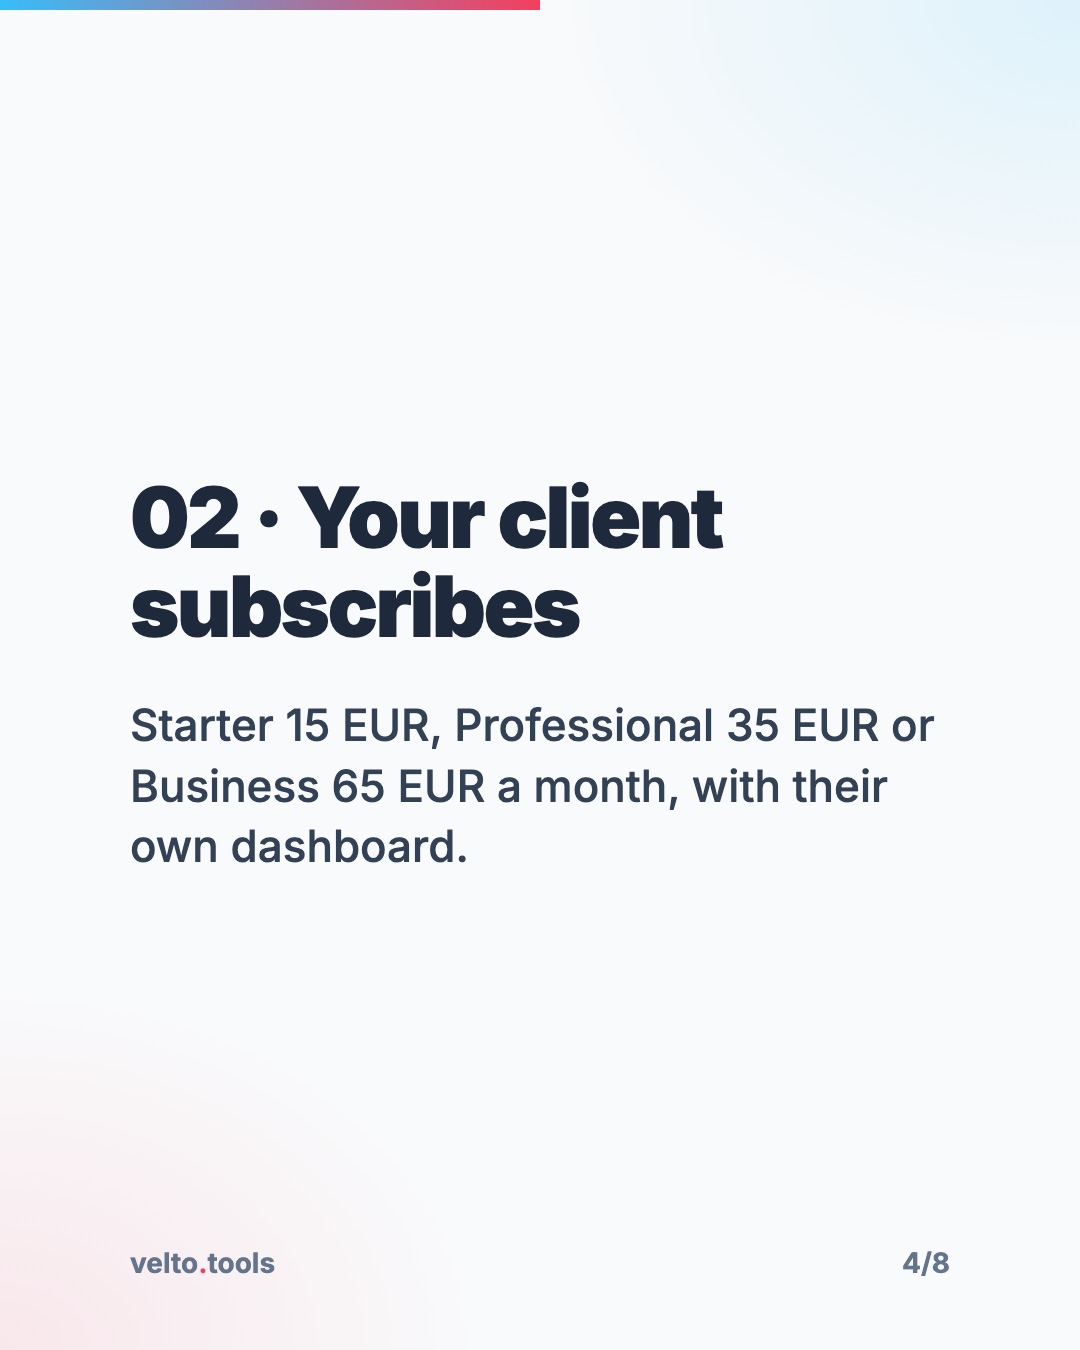 02 · Your client
subscribes
Starter 15 EUR, Professional 35 EUR or
Business 65 EUR a month, with their
own dashboard.
velto.tools
4/8